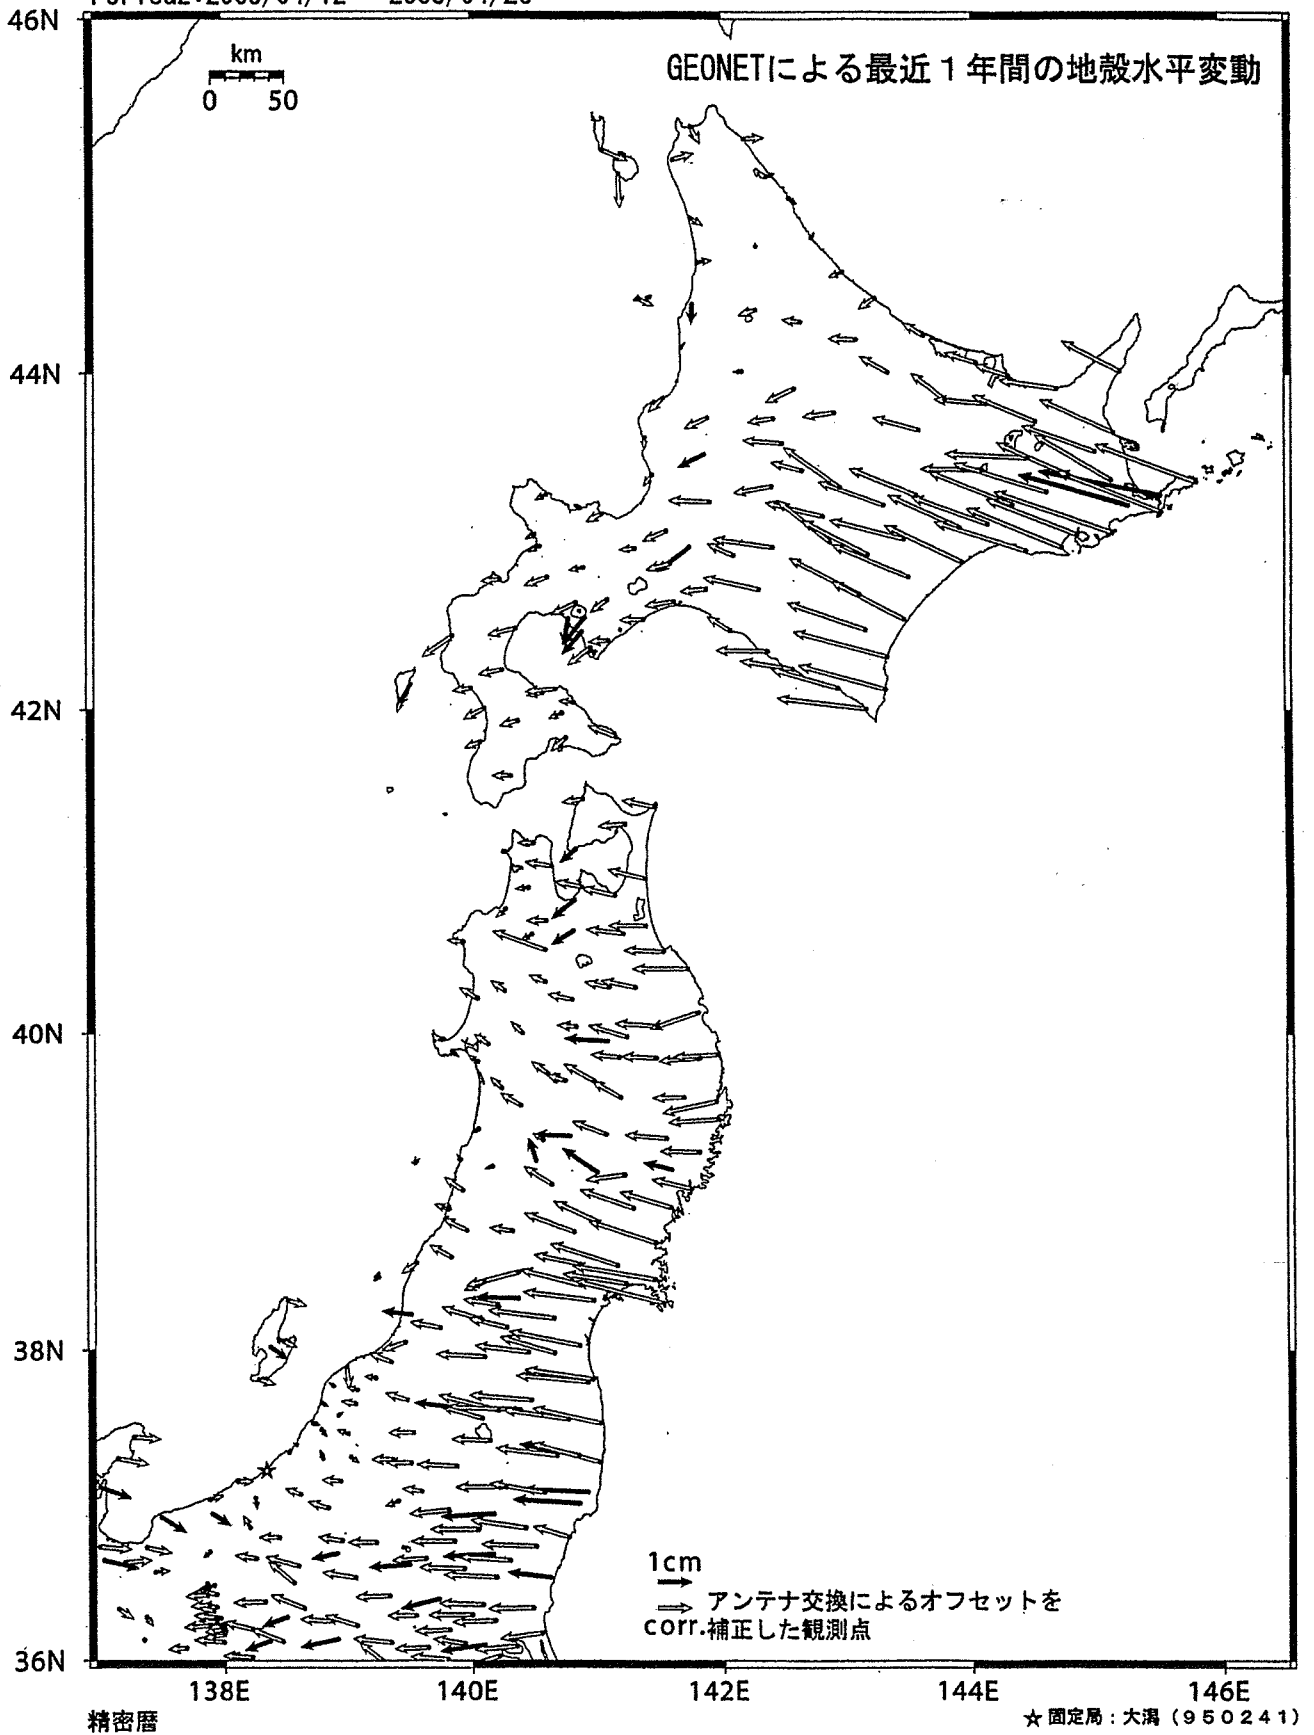 46N
km
0 50
GEONETによる最近1年間の地殻水平変動
44N
42N
40N
38N
1cm
アンテナ交換によるオフセットを
corr.補正した観測点
36N
138E 140E 142E 144E 146E
精密暦
☆固定局：大潟（950241）